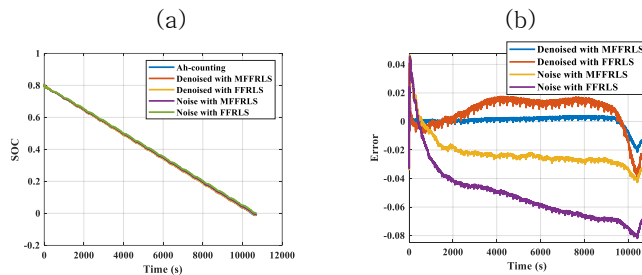 (a)
(b)
1
0.8
0.6
0.4
0.2
0
-0.2
SOC
0 2000 4000 6000 8000 10000 12000
Time (s)
Ah-counting
Denoised with MFFRLS
Denoised with FFRLS
Noise with MFFRLS
Noise with FFRLS
0.04
0.02
0
-0.02
-0.04
-0.06
-0.08
Error
0 2000 4000 6000 8000 10000
Time (s)
Denoised with MFFRLS
Denoised with FFRLS
Noise with MFFRLS
Noise with FFRLS